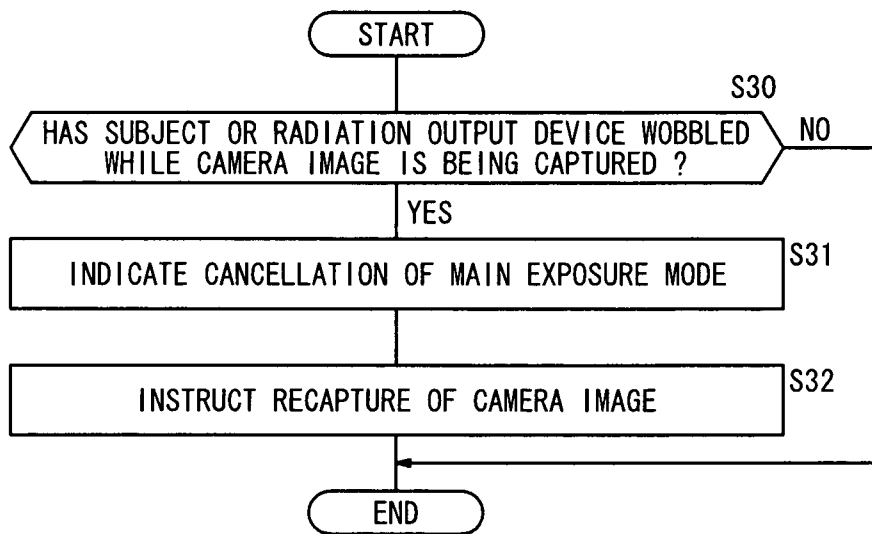 START
S30
HAS SUBJECT OR RADIATION OUTPUT DEVICE WOBBLED
WHILE CAMERA IMAGE IS BEING CAPTURED ?
NO
YES
S31
INDICATE CANCELLATION OF MAIN EXPOSURE MODE
S32
INSTRUCT RECAPTURE OF CAMERA IMAGE
END